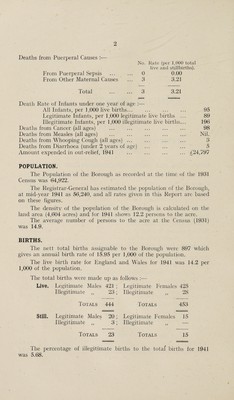 2
Deaths from Puerperal Causes :—
No. Rate (per 1,000 total
live and stillbirths).
From Puerperal Sepsis ... 0 0.00
From Other Maternal Causes 3 3.21
Total ... 3 3.21
Death Rate of Infants under one year of age :—
All Infants, per 1,000 live births... ... ... ... 95
Legitimate Infants, per 1,000 legitimate live births ... 89
Illegitimate Infants, per 1,000 illegitimate live births... 196
Deaths from Cancer (all ages) ... ... ... ... 98
Deaths from Measles (all ages) ... ... ... ... Nil.
Deaths from Whooping Cough (all ages) ... ... ... 3
Deaths from Diarrhoea (under 2 years of age) ... ... 5
Amount expended in out-relief, 1941 ... ... ... £24,797
POPULATION.
The Population of the Borough as recorded at the time of the 1931
Census was 64,922.
The Registrar-General has estimated the population of the Borough,
at mid-year 1941 as 56,240, and all rates given in this Report are based
on these figures.
The density of the population of the Borough is calculated on the
land area (4,604 acres) and for 1941 shows 12.2 persons to the acre.
The average number of persons to the acre at the Census (1931)
was 14.9.
BIRTHS.
The nett total births assignable to the Borough were 897 which
gives an annual birth rate of 15.95 per 1,000 of the population.
The live birth rate for England and Wales for 1941 was 14.2 per
1,000 of the population.
The total births were made up as follows :—
Live. Legitimate Males 421 ; Legitimate Females 425
Illegitimate „ 23 ; Illegitimate „ 28
Totals 444 Totals 453
Still. Legitimate Males 20 ; Legitimate Females 15
Illegitimate „ 3 ; Illegitimate „ —
Totals 23 Totals 15
The percentage of illegitimate births to the total births for 1941
was 5.68.